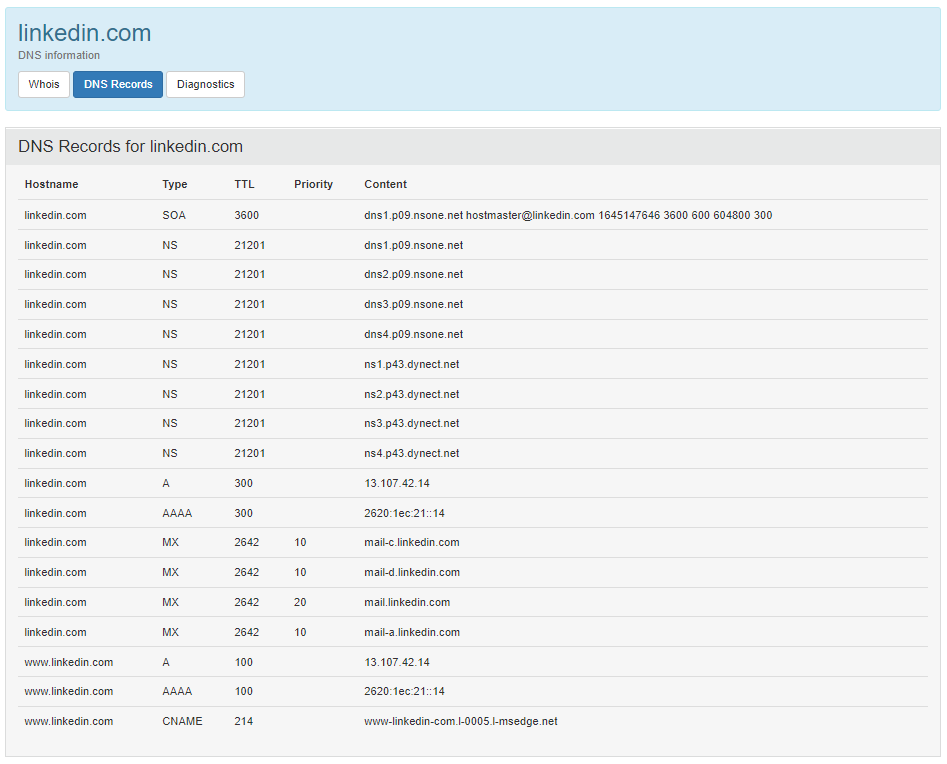 linkedin.com
DNS information
Whois DNS Records Diagnostics
DNS Records for linkedin.com
Hostname Type TTL Priority Content
linkedin.com SOA 3600 dns1.p09.nsone.net hostmaster@linkedin.com 1645147646 3600 600 604800 300
linkedin.com NS 21201 dns1.p09.nsone.net
linkedin.com NS 21201 dns2.p09.nsone.net
linkedin.com NS 21201 dns3.p09.nsone.net
linkedin.com NS 21201 dns4.p09.nsone.net
linkedin.com NS 21201 ns1.p43.dynect.net
linkedin.com NS 21201 ns2.p43.dynect.net
linkedin.com NS 21201 ns3.p43.dynect.net
linkedin.com NS 21201 ns4.p43.dynect.net
linkedin.com A 300 13.107.42.14
linkedin.com AAAA 300 2620:1ec:21::14
linkedin.com MX 2642 10 mail-c.linkedin.com
linkedin.com MX 2642 10 mail-d.linkedin.com
linkedin.com MX 2642 20 mail.linkedin.com
linkedin.com MX 2642 10 mail-a.linkedin.com
www.linkedin.com A 100 13.107.42.14
www.linkedin.com AAAA 100 2620:1ec:21::14
www.linkedin.com CNAME 214 www-linkedin-com.l-0005.l-msedge.net